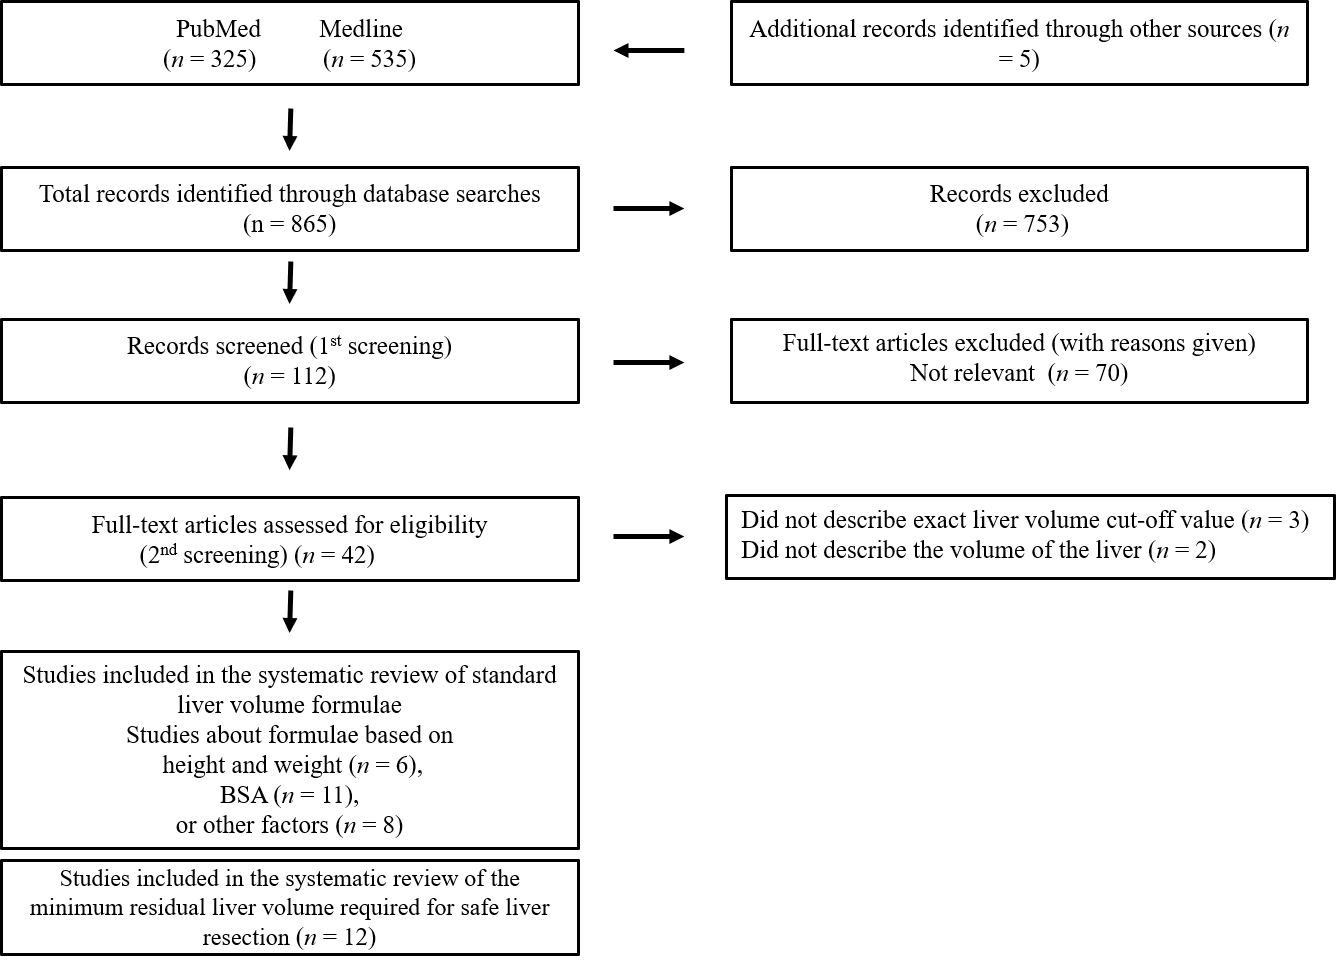 PubMed Medline
(n = 325) (n = 535)
Additional records identified through other sources (n
= 5)
Total records identified through database searches
(n = 865)
Records excluded
(n = 753)
Records screened (1st screening)
(n = 112)
Full-text articles excluded (with reasons given)
Not relevant (n = 70)
Full-text articles assessed for eligibility
(2nd screening) (n = 42)
Did not describe exact liver volume cut-off value (n = 3)
Did not describe the volume of the liver (n = 2)
Studies included in the systematic review of standard
liver volume formulae
Studies about formulae based on
height and weight (n = 6),
BSA (n = 11),
or other factors (n = 8)
Studies included in the systematic review of the
minimum residual liver volume required for safe liver
resection (n = 12)